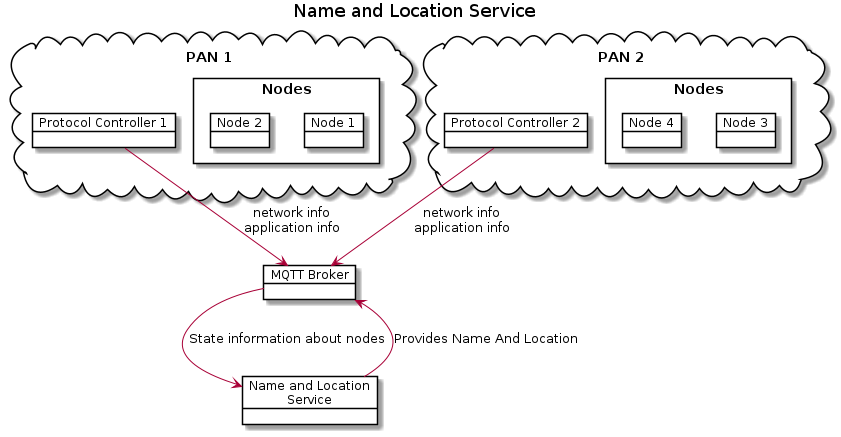 Name and Location Service
PAN 1
PAN 2
Nodes
Nodes
Protocol Controller 1
Node 2
Node 1
Protocol Controller 2
Node 4
Node 3
network info
application info
network info
application info
MQTT Broker
State information about nodes
Provides Name And Location
Name and Location
Service